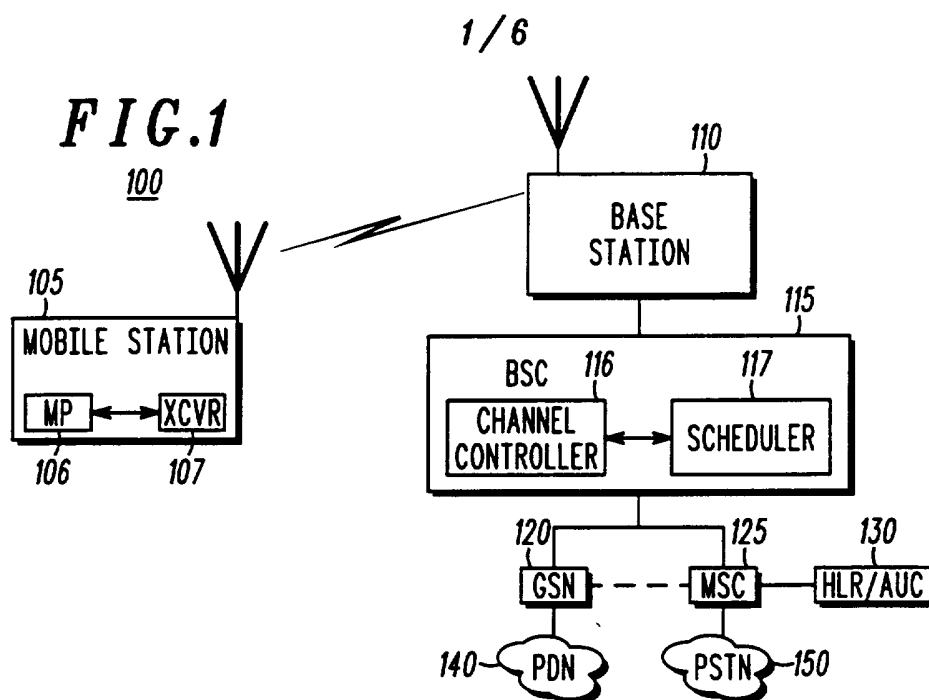 1/6
FIG.1
100
110
BASE
STATION
105
MOBILE STATION
MP
XCVR
106
107
115
BSC
116
117
CHANNEL
CONTROLLER
SCHEDULER
120
125
130
GSN
MSC
HLR/AUC
140
PDN
PSTN
150